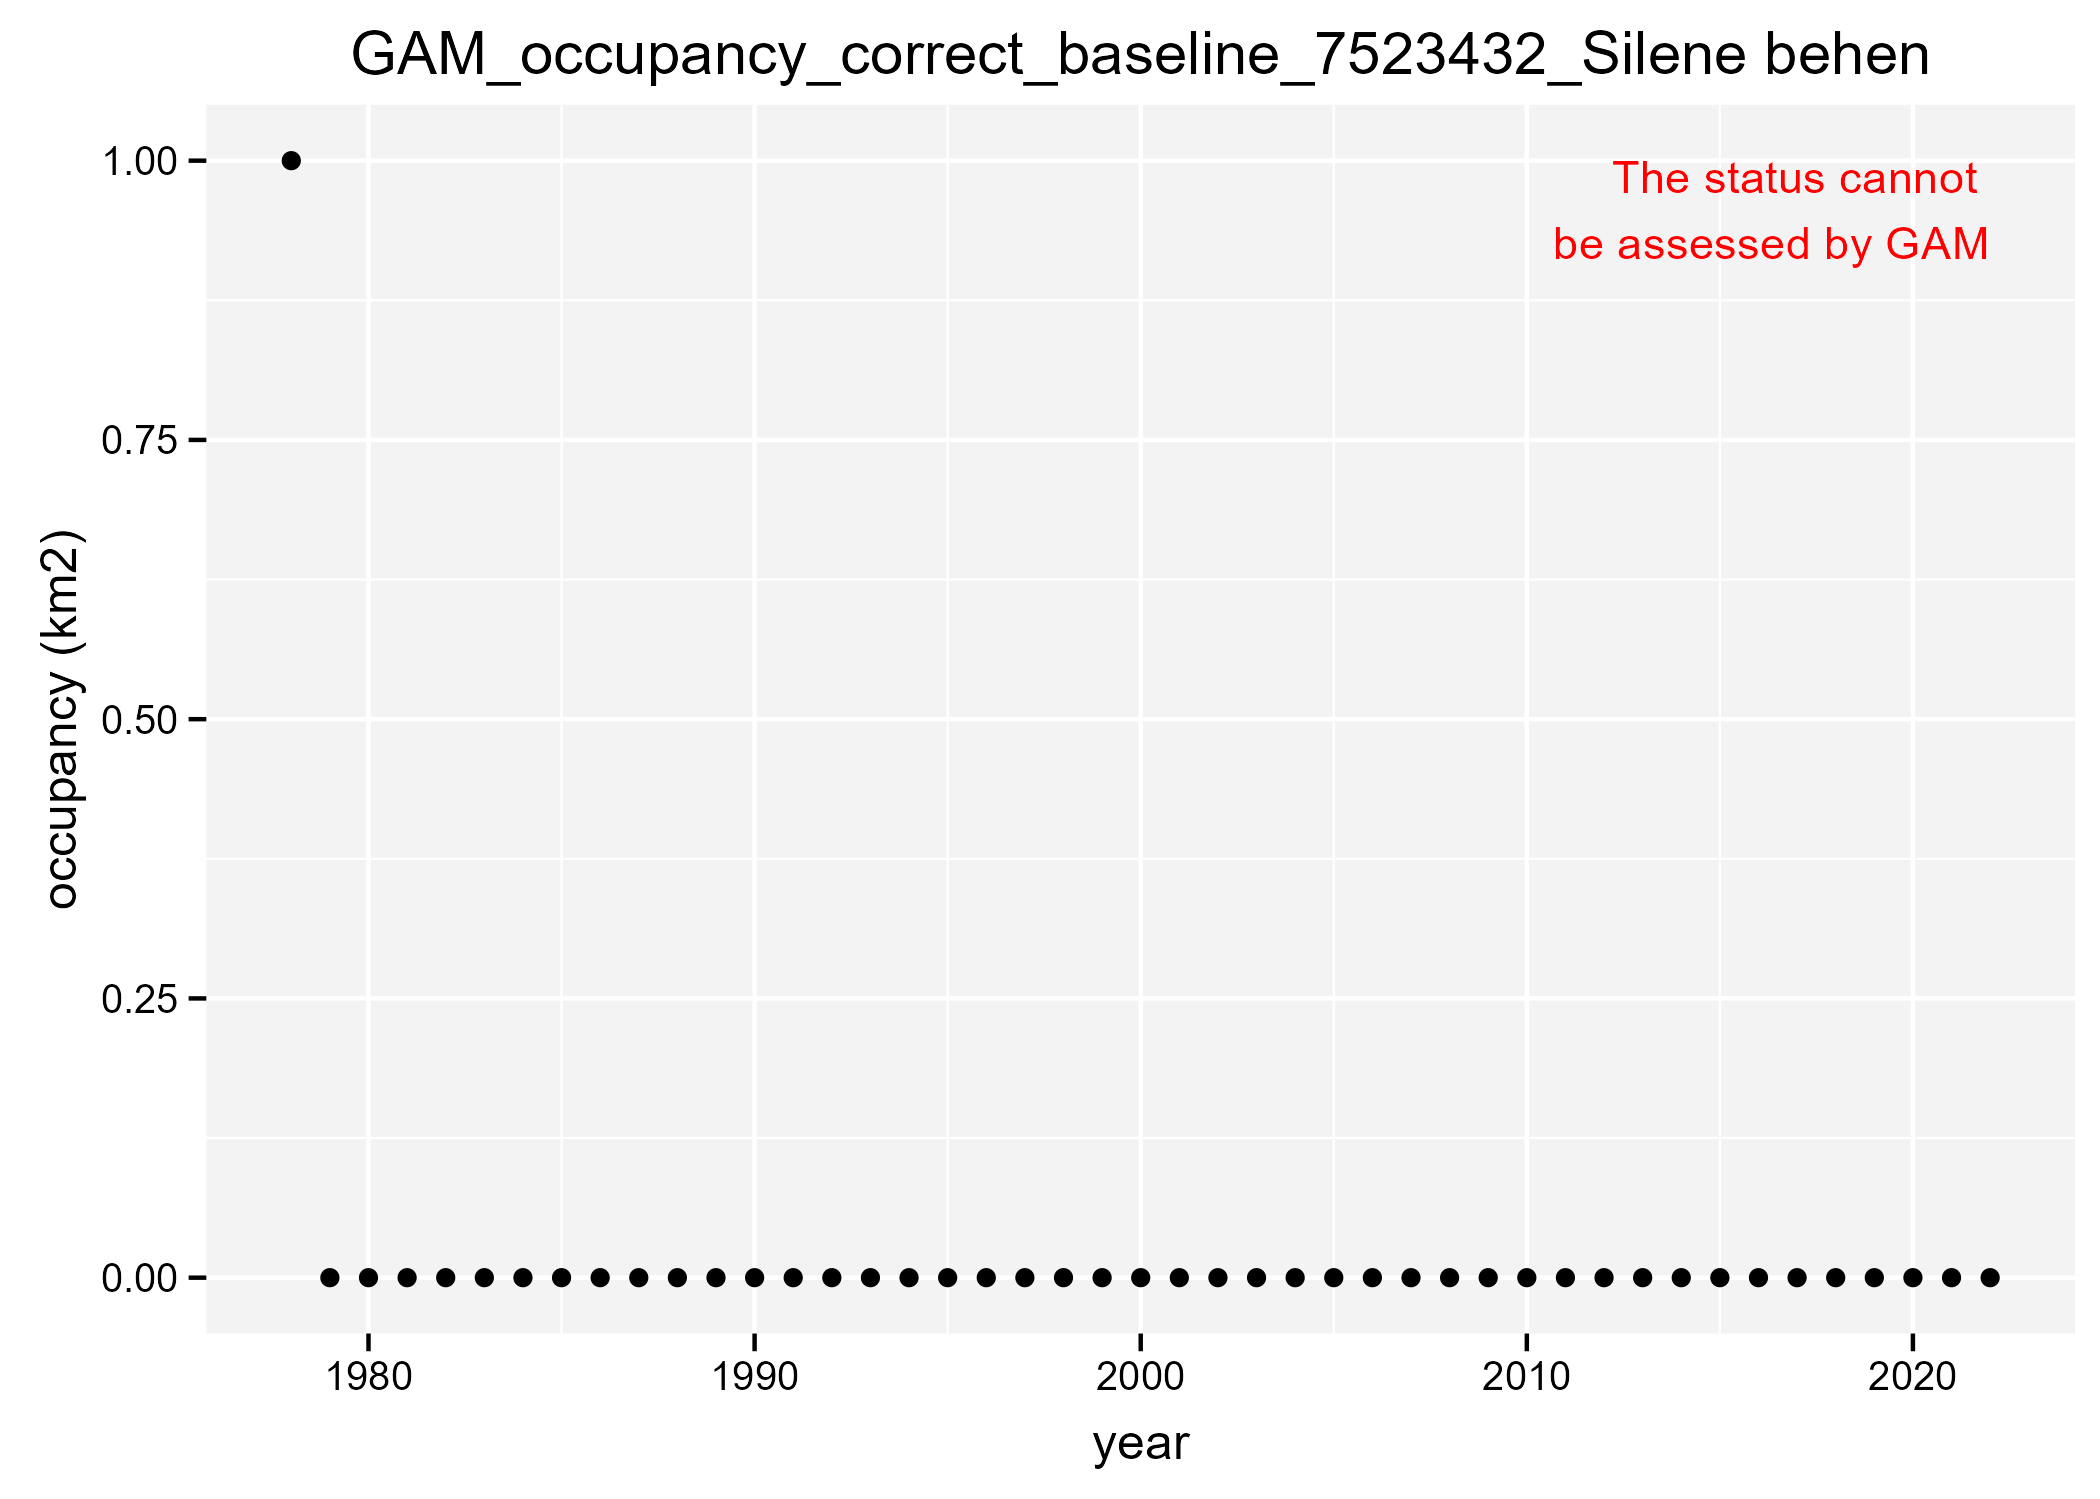 GAM_occupancy_correct_baseline_7523432_Silene behen
The status cannot
be assessed by GAM
occupancy (km2)
1.00
0.75
0.50
0.25
0.00
1980 1990 2000 2010 2020
year